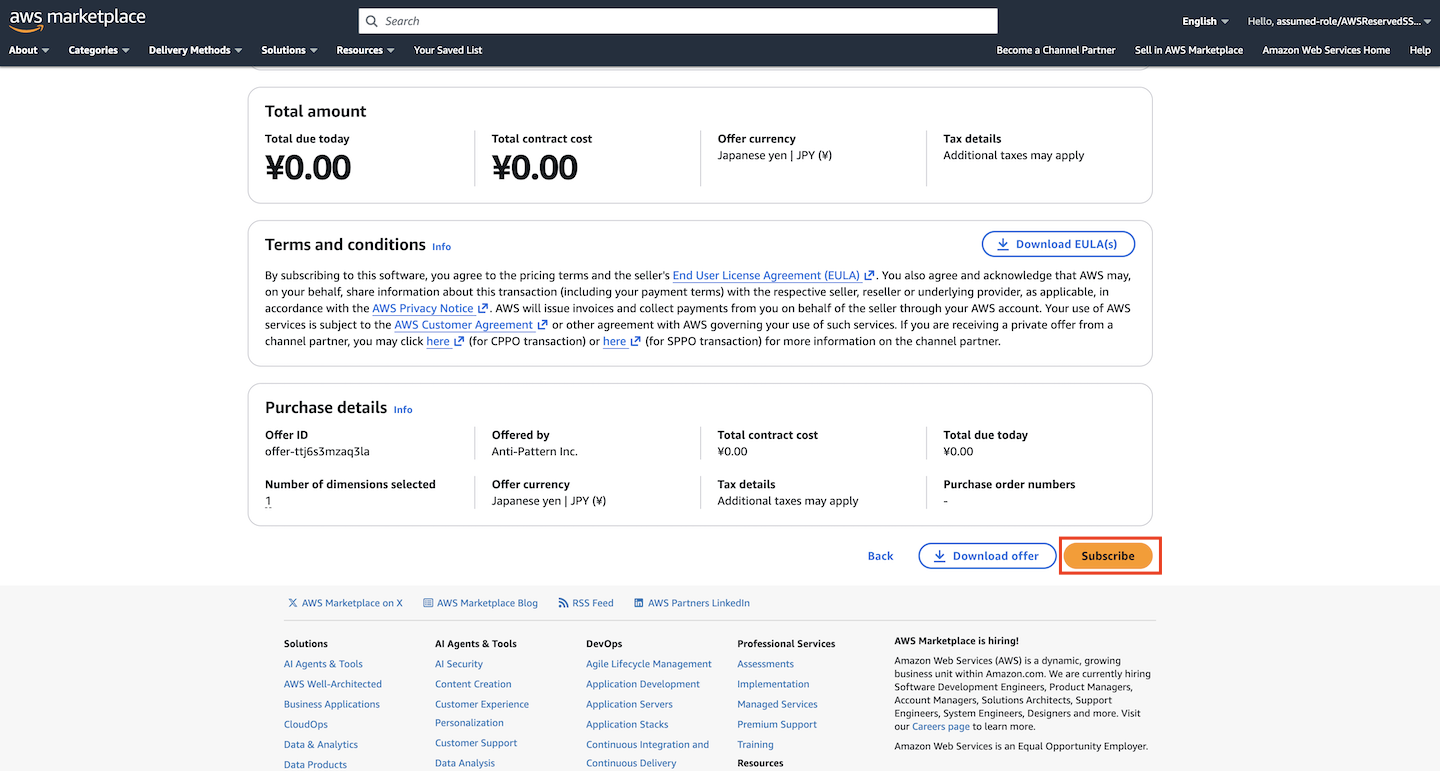 aws marketplace
Search
English
Hello, assumed-role/AWSReservedSS...
About
Categories
Delivery Methods
Solutions
Resources
Your Saved List
Become a Channel Partner
Sell in AWS Marketplace
Amazon Web Services Home
Help
Total amount
Total due today
¥0.00
Total contract cost
¥0.00
Offer currency
Japanese yen | JPY (¥)
Tax details
Additional taxes may apply
Terms and conditions Info
Download EULA(s)
By subscribing to this software, you agree to the pricing terms and the seller's End User License Agreement (EULA). You also agree and acknowledge that AWS may,
on your behalf, share information about this transaction (including your payment terms) with the respective seller, reseller or underlying provider, as applicable, in
accordance with the AWS Privacy Notice. AWS will issue invoices and collect payments from you on behalf of the seller through your AWS account. Your use of AWS
services is subject to the AWS Customer Agreement or other agreement with AWS governing your use of such services. If you are receiving a private offer from a
channel partner, you may click here (for CPPO transaction) or here (for SPPO transaction) for more information on the channel partner.
Purchase details Info
Offer ID
offer-ttj6s3mzaq3la
Offered by
Anti-Pattern Inc.
Total contract cost
¥0.00
Total due today
¥0.00
Number of dimensions selected
1
Offer currency
Japanese yen | JPY (¥)
Tax details
Additional taxes may apply
Purchase order numbers
-
Back
Download offer
Subscribe
AWS Marketplace on X
AWS Marketplace Blog
RSS Feed
AWS Partners LinkedIn
Solutions
AI Agents & Tools
AWS Well-Architected
Business Applications
CloudOps
Data & Analytics
Data Products
AI Agents & Tools
AI Security
Content Creation
Customer Experience
Personalization
Customer Support
Data Analysis
DevOps
Agile Lifecycle Management
Application Development
Application Servers
Application Stacks
Continuous Integration and
Continuous Delivery
Professional Services
Assessments
Implementation
Managed Services
Premium Support
Training
Resources
AWS Marketplace is hiring!
Amazon Web Services (AWS) is a dynamic, growing
business unit within Amazon.com. We are currently hiring
Software Development Engineers, Product Managers,
Account Managers, Solutions Architects, Support
Engineers, System Engineers, Designers and more. Visit
our Careers page to learn more.
Amazon Web Services is an Equal Opportunity Employer.